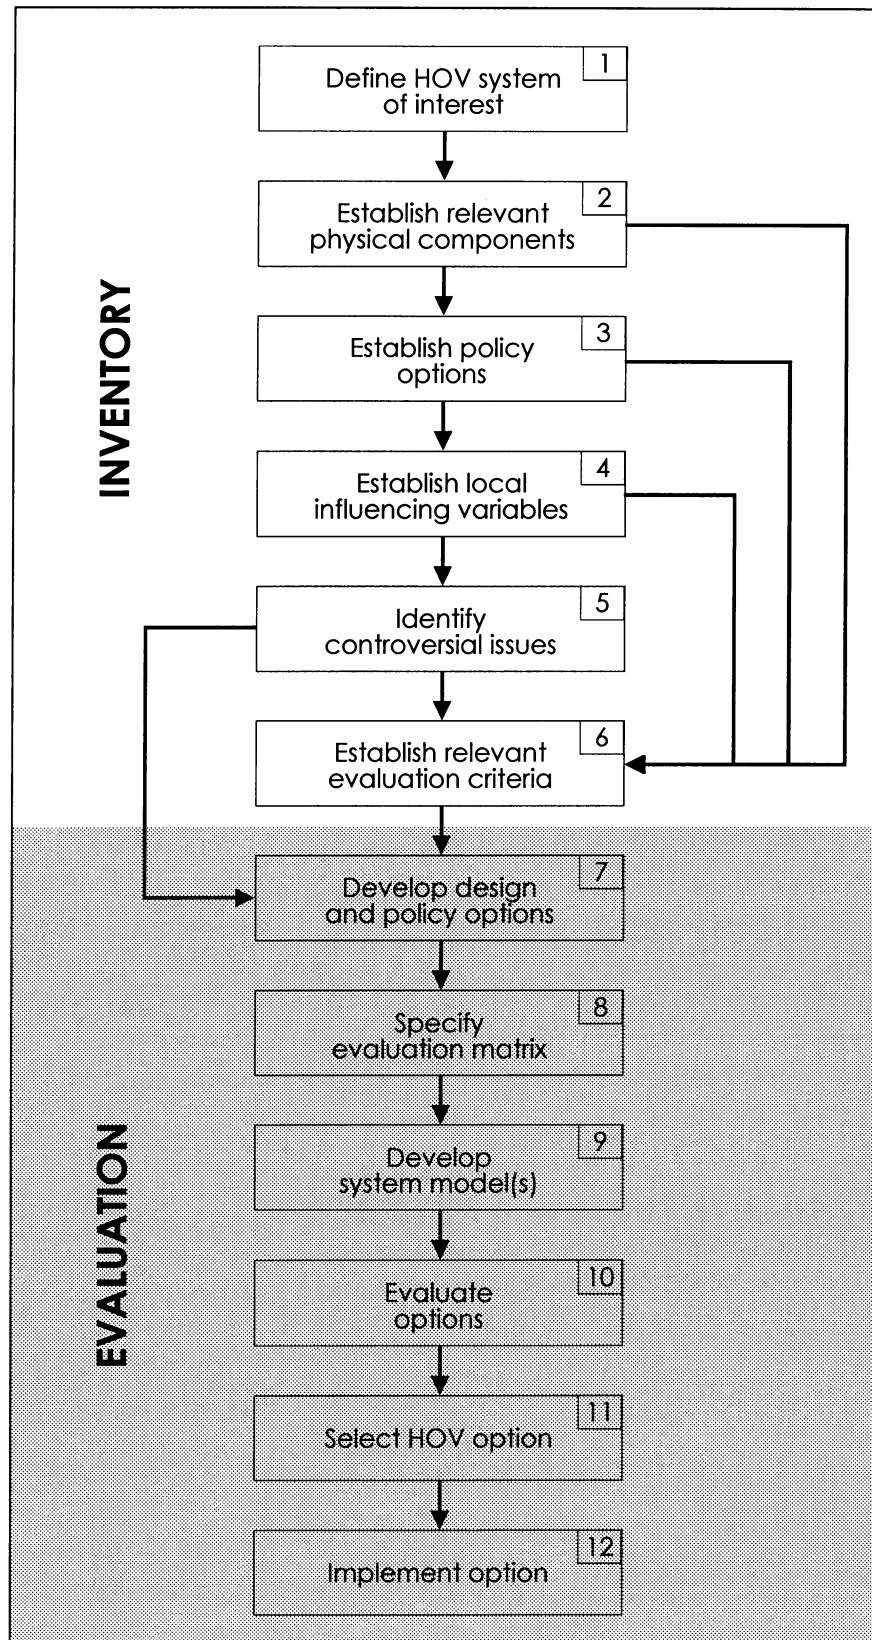 INVENTORY
1
Define HOV system
of interest
2
Establish relevant
physical components
3
Establish policy
options
4
Establish local
influencing variables
5
Identify
controversial issues
6
Establish relevant
evaluation criteria
EVALUATION
7
Develop design
and policy options
8
Specify
evaluation matrix
9
Develop
system model(s)
10
Evaluate
options
11
Select HOV option
12
Implement option